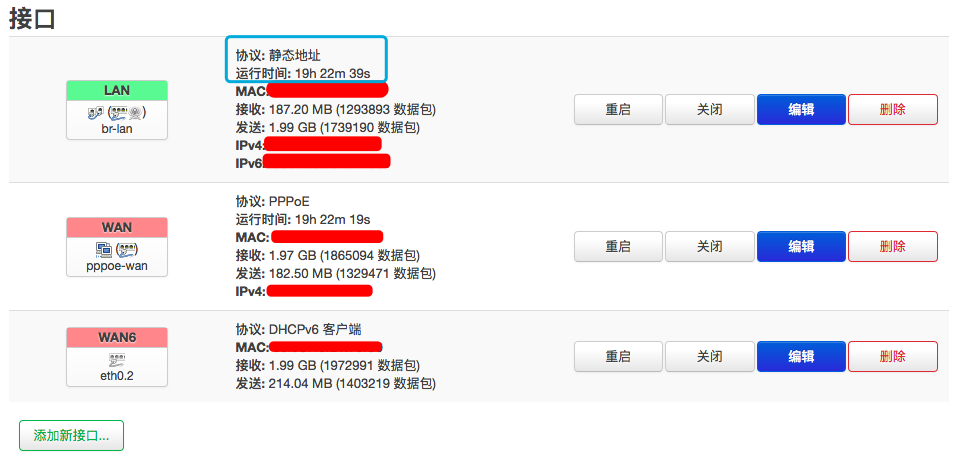 接口
LAN
br-lan
协议: 静态地址
运行时间: 19h 22m 39s
MAC:
接收: 187.20 MB (1293893 数据包)
发送: 1.99 GB (1739190 数据包)
IPv4:
IPv6:
重启 关闭 编辑 删除
WAN
pppoe-wan
协议: PPPoE
运行时间: 19h 22m 19s
MAC:
接收: 1.97 GB (1865094 数据包)
发送: 182.50 MB (1329471 数据包)
IPv4:
重启 关闭 编辑 删除
WAN6
eth0.2
协议: DHCPv6 客户端
MAC:
接收: 1.99 GB (1972991 数据包)
发送: 214.04 MB (1403219 数据包)
重启 关闭 编辑 删除
添加新接口...